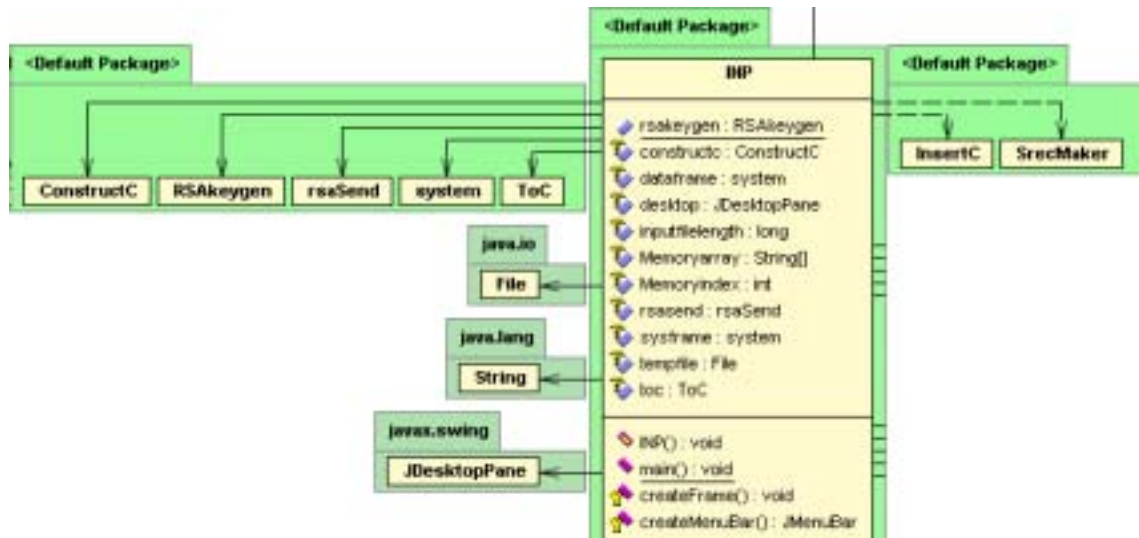 <Default Package>
<Default Package>
<Default Package>
INP
rsakeygen : RSAkeygen
constructc : ConstructC
dataframe : system
desktop : JDesktopPane
inputfilelength : long
Memoryarray : String[]
Memoryindex : int
rsasend : rsaSend
sysframe : system
tempfile : File
toc : ToC
INP() : void
main() : void
createFrame() : void
createMenuBar() : JMenuBar
ConstructC
RSAkeygen
rsaSend
system
ToC
InsertC
SrecMaker
java.io
File
java.lang
String
javax.swing
JDesktopPane